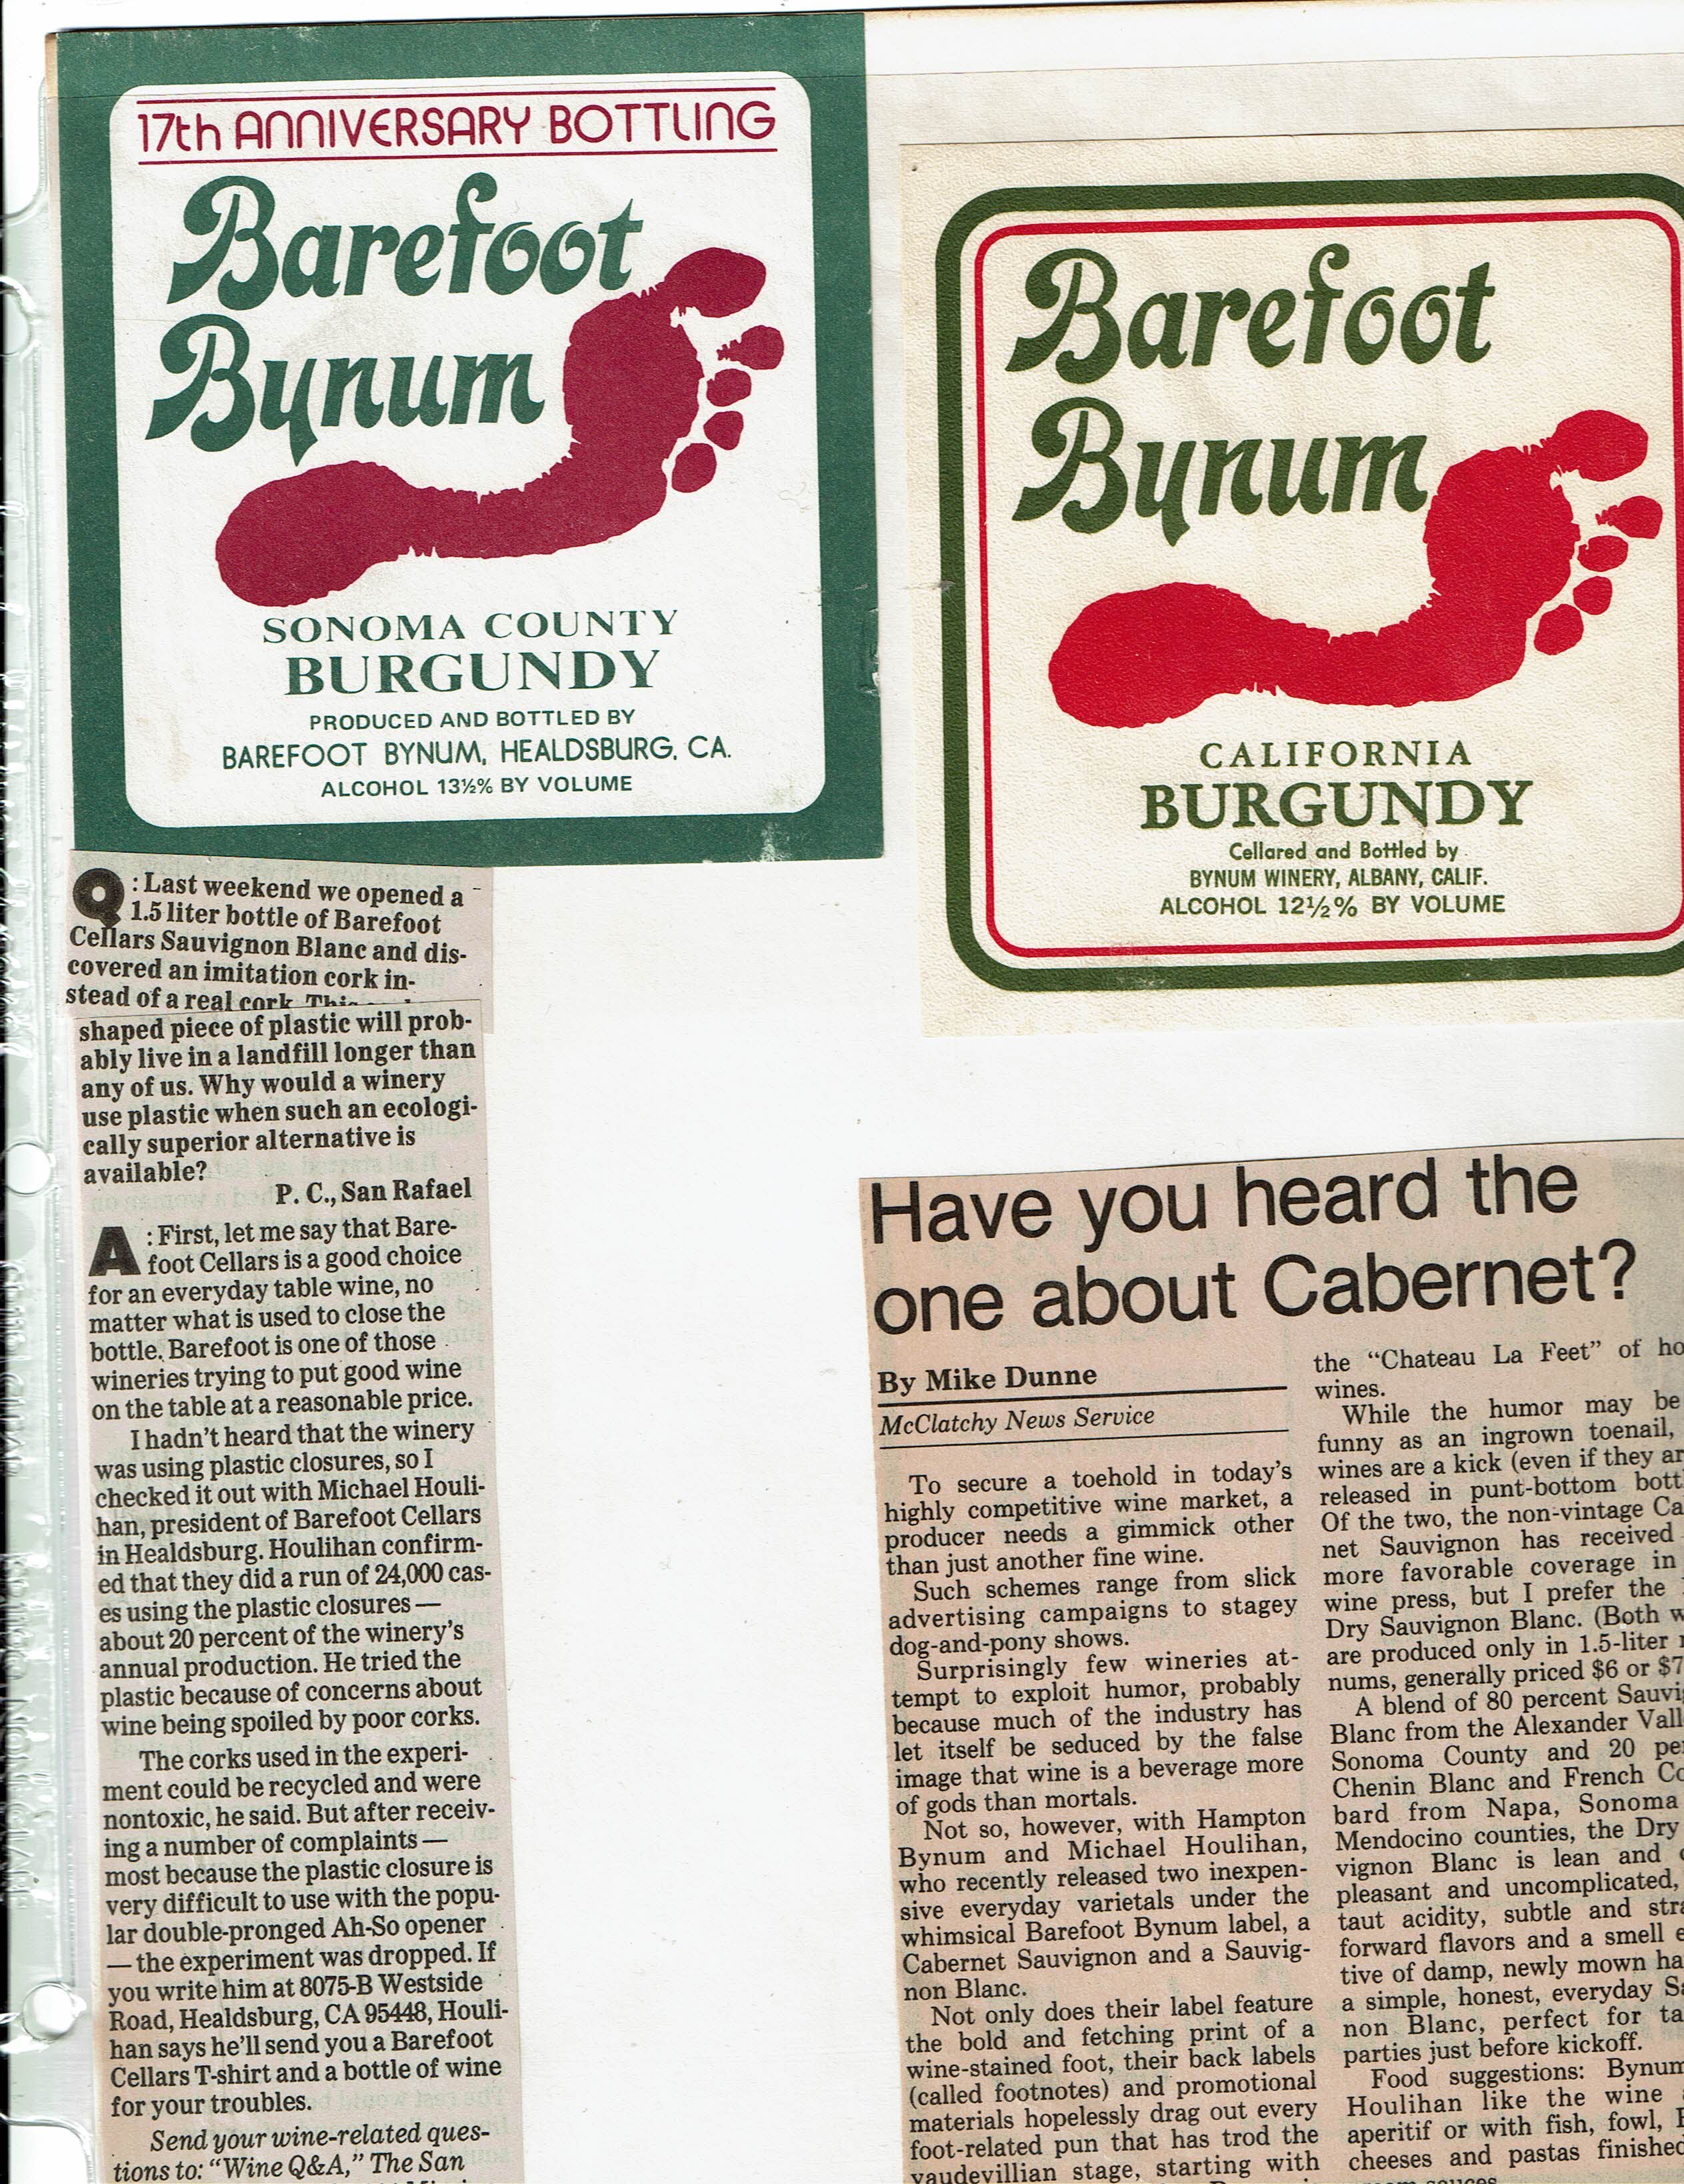 17th ANNIVERSARY BOTTLING
Barefoot
Bynum
SONOMA COUNTY
BURGUNDY
PRODUCED AND BOTTLED BY
BAREFOOT BYNUM, HEALDSBURG, CA.
ALCOHOL 13½% BY VOLUME
Barefoot
Bynum
CALIFORNIA
BURGUNDY
Cellared and Bottled by
BYNUM WINERY, ALBANY, CALIF.
ALCOHOL 12½% BY VOLUME
Q: Last weekend we opened a
1.5 liter bottle of Barefoot
Cellars Sauvignon Blanc and dis-
covered an imitation cork in-
stead of a real cork. This
shaped piece of plastic will prob-
ably live in a landfill longer than
any of us. Why would a winery
use plastic when such an ecologi-
cally superior alternative is
available?
P. C., San Rafael
A: First, let me say that Bare-
foot Cellars is a good choice
for an everyday table wine, no
matter what is used to close the
bottle. Barefoot is one of those
wineries trying to put good wine
on the table at a reasonable price.
I hadn't heard that the winery
was using plastic closures, so I
checked it out with Michael Houli-
han, president of Barefoot Cellars
in Healdsburg. Houlihan confirm-
ed that they did a run of 24,000 cas-
es using the plastic closures —
about 20 percent of the winery's
annual production. He tried the
plastic because of concerns about
wine being spoiled by poor corks.
The corks used in the experi-
ment could be recycled and were
nontoxic, he said. But after receiv-
ing a number of complaints —
most because the plastic closure is
very difficult to use with the popu-
lar double-pronged Ah-So opener
— the experiment was dropped. If
you write him at 8075-B Westside
Road, Healdsburg, CA 95448, Houli-
han says he'll send you a Barefoot
Cellars T-shirt and a bottle of wine
for your troubles.
Send your wine-related ques-
tions to: "Wine Q&A," The San
Have you heard the
one about Cabernet?
By Mike Dunne
McClatchy News Service
To secure a toehold in today's
highly competitive wine market, a
producer needs a gimmick other
than just another fine wine.
Such schemes range from slick
advertising campaigns to stagey
dog-and-pony shows.
Surprisingly few wineries at-
tempt to exploit humor, probably
because much of the industry has
let itself be seduced by the false
image that wine is a beverage more
of gods than mortals.
Not so, however, with Hampton
Bynum and Michael Houlihan,
who recently released two inexpen-
sive everyday varietals under the
whimsical Barefoot Bynum label, a
Cabernet Sauvignon and a Sauvig-
non Blanc.
Not only does their label feature
the bold and fetching print of a
wine-stained foot, their back labels
(called footnotes) and promotional
materials hopelessly drag out every
foot-related pun that has trod the
vaudevillian stage, starting with
the "Chateau La Feet" of ho
wines.
While the humor may be
funny as an ingrown toenail,
wines are a kick (even if they ar
released in punt-bottom bott
Of the two, the non-vintage Ca
net Sauvignon has received
more favorable coverage in
wine press, but I prefer the
Dry Sauvignon Blanc. (Both w
are produced only in 1.5-liter
nums, generally priced $6 or $7
A blend of 80 percent Sauvi
Blanc from the Alexander Vall
Sonoma County and 20 pe
Chenin Blanc and French Co
bard from Napa, Sonoma
Mendocino counties, the Dry
vignon Blanc is lean and
pleasant and uncomplicated,
taut acidity, subtle and stra
forward flavors and a smell e
tive of damp, newly mown ha
a simple, honest, everyday Sa
non Blanc, perfect for ta
parties just before kickoff.
Food suggestions: Bynum
Houlihan like the wine
aperitif or with fish, fowl,
cheeses and pastas finished